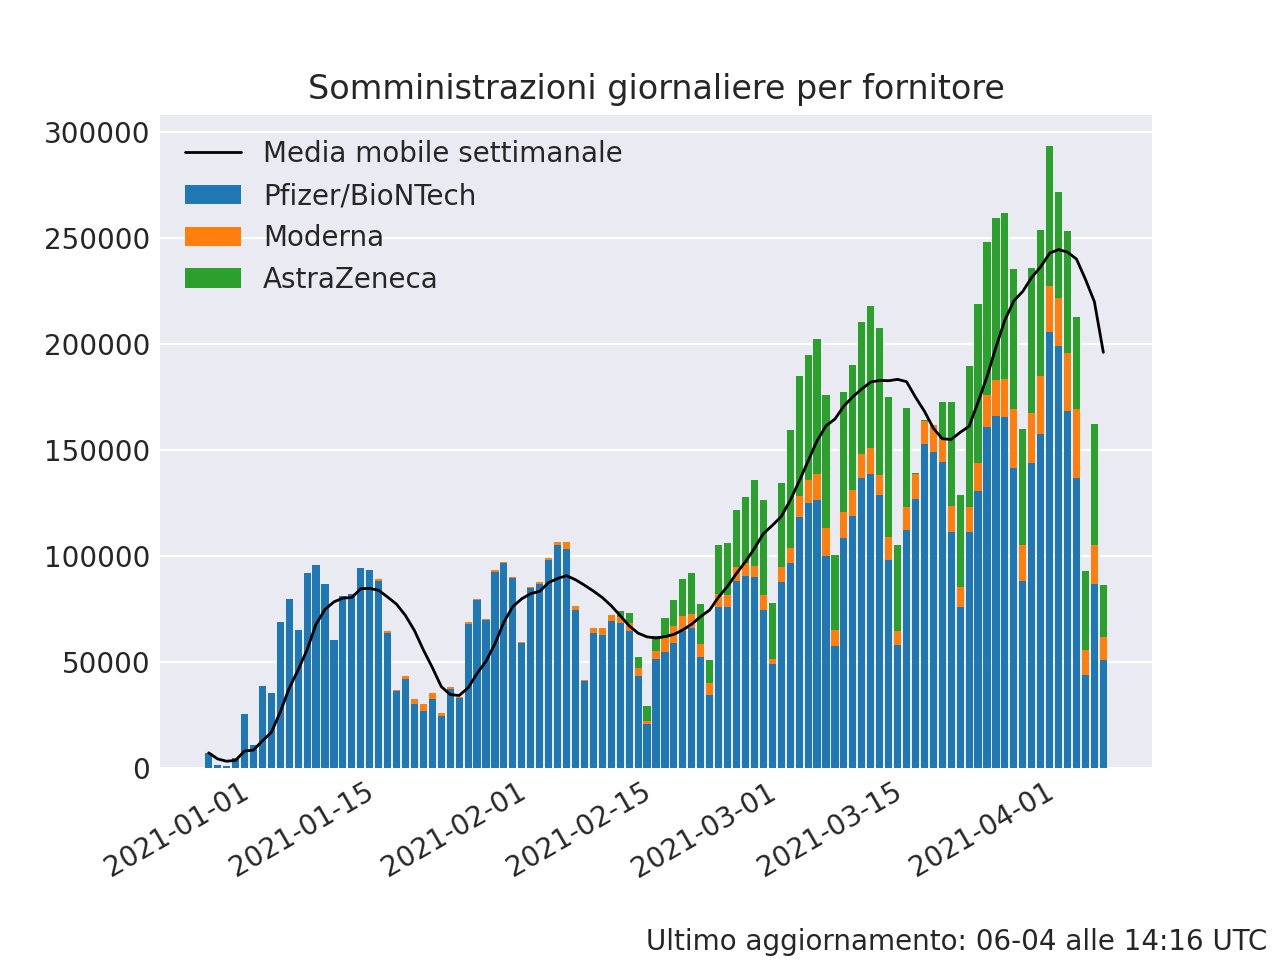 Somministrazioni giornaliere per fornitore
300000
250000
200000
150000
100000
50000
0
Media mobile settimanale
Pfizer/BioNTech
Moderna
AstraZeneca
2021-01-01
2021-01-15
2021-02-01
2021-02-15
2021-03-01
2021-03-15
2021-04-01
Ultimo aggiornamento: 06-04 alle 14:16 UTC